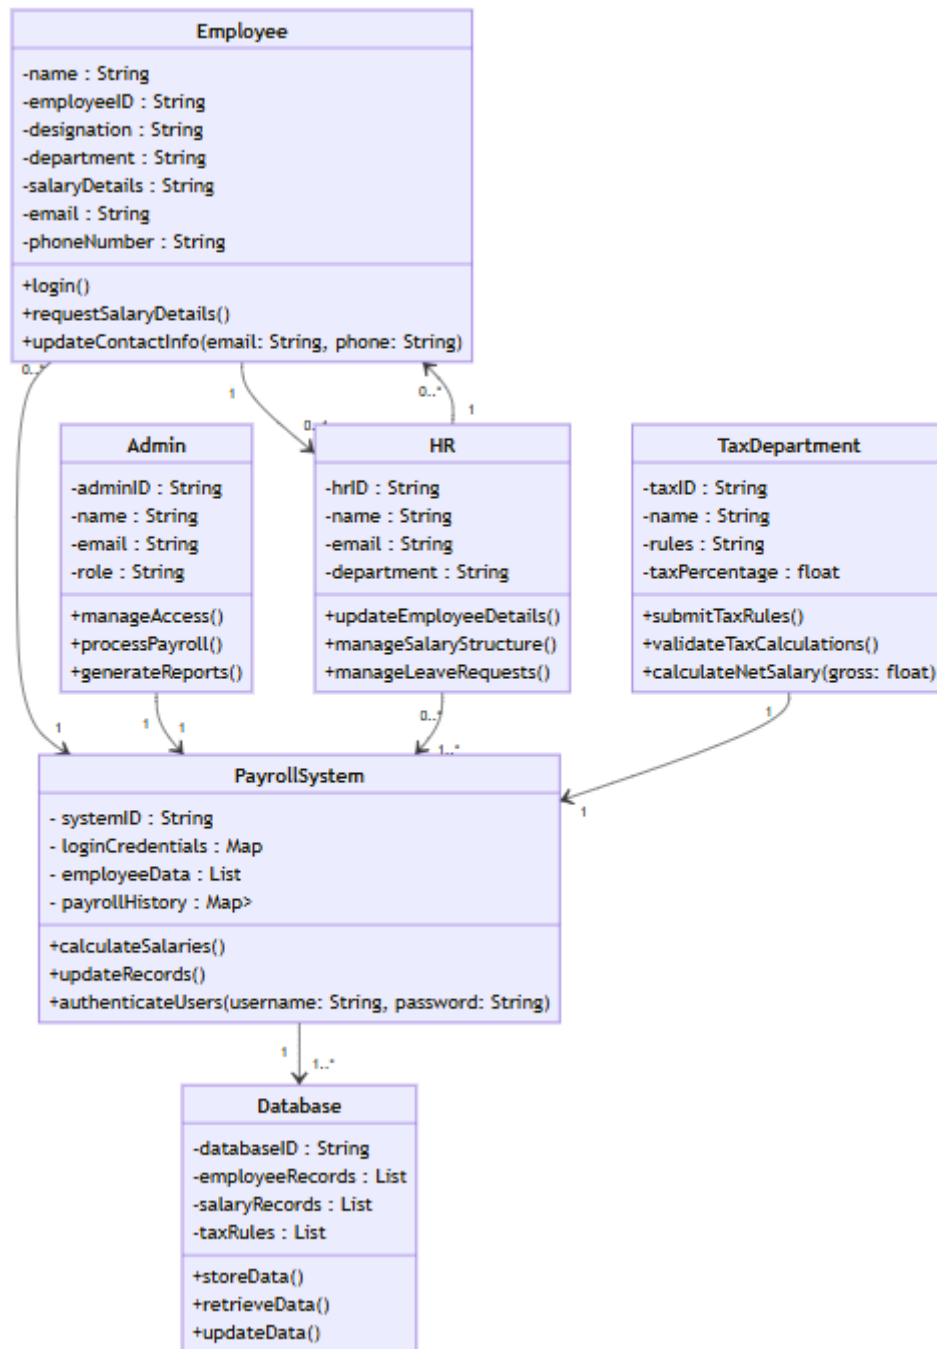 Employee
-name : String
-employeeID : String
-designation : String
-department : String
-salaryDetails : String
-email : String
-phoneNumber : String
+login()
+requestSalaryDetails()
+updateContactInfo(email: String, phone: String)
0..*
1
0..*
0..*
1
Admin
-adminID : String
-name : String
-email : String
-role : String
+manageAccess()
+processPayroll()
+generateReports()
HR
-hrID : String
-name : String
-email : String
-department : String
+updateEmployeeDetails()
+manageSalaryStructure()
+manageLeaveRequests()
TaxDepartment
-taxID : String
-name : String
-rules : String
-taxPercentage : float
+submitTaxRules()
+validateTaxCalculations()
+calculateNetSalary(gross: float)
1
1
1
0..*
1..*
1
1
PayrollSystem
- systemID : String
- loginCredentials : Map
- employeeData : List
- payrollHistory : Map>
+calculateSalaries()
+updateRecords()
+authenticateUsers(username: String, password: String)
1
1..*
Database
-databaseID : String
-employeeRecords : List
-salaryRecords : List
-taxRules : List
+storeData()
+retrieveData()
+updateData()